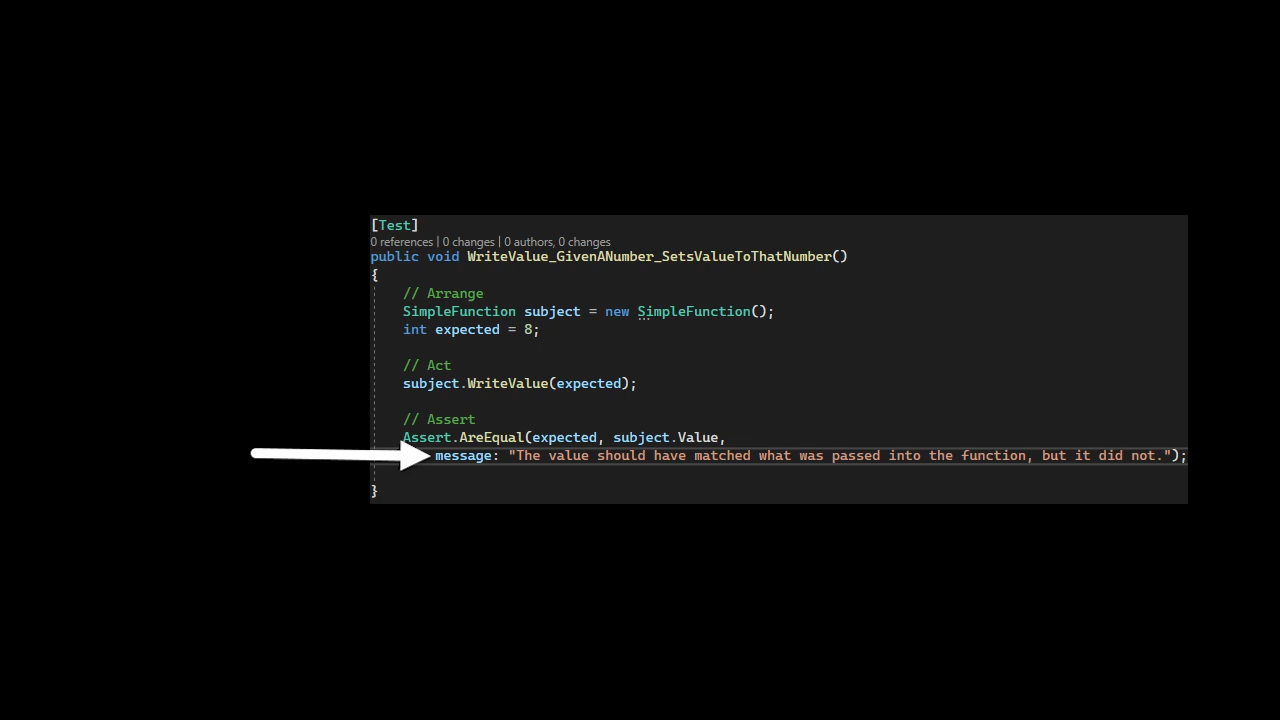 [Test]
0 references | 0 changes | 0 authors, 0 changes
public void WriteValue_GivenANumber_SetsValueToThatNumber()
{
// Arrange
SimpleFunction subject = new SimpleFunction();
int expected = 8;
// Act
subject.WriteValue(expected);
// Assert
Assert.AreEqual(expected, subject.Value,
message: "The value should have matched what was passed into the function, but it did not.");
}